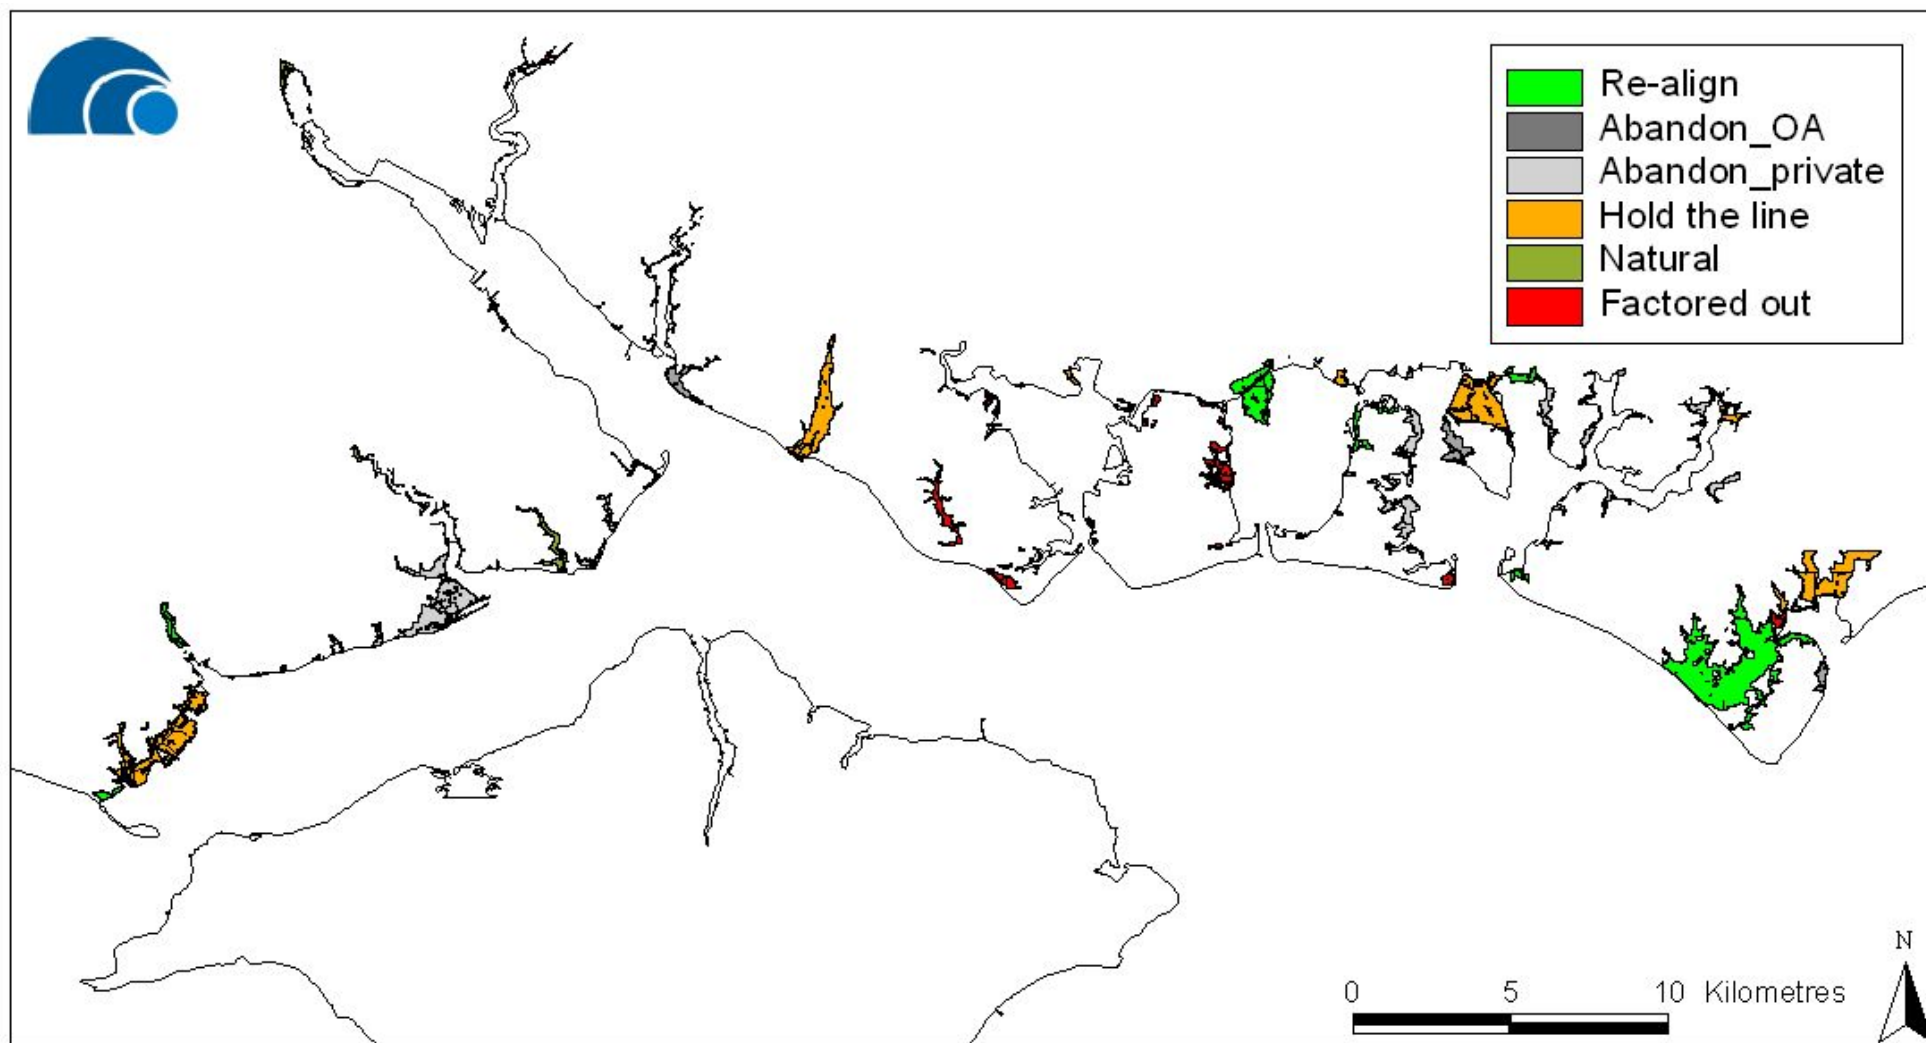 Re-align
Abandon_OA
Abandon_private
Hold the line
Natural
Factored out
N
0 5 10 Kilometres